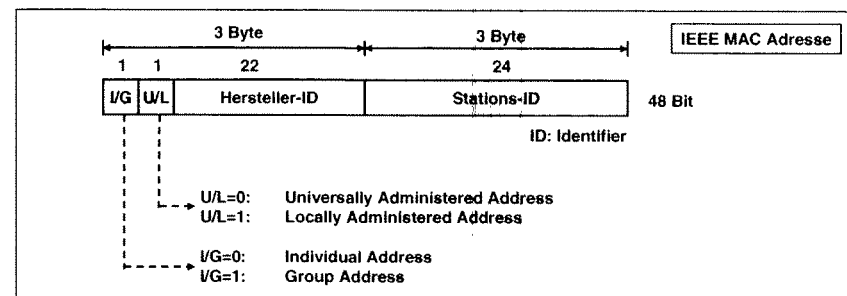 3 Byte 3 Byte IEEE MAC Adresse
1 1 22 24
I/G U/L Hersteller-ID Stations-ID 48 Bit
ID: Identifier
U/L=0: Universally Administered Address
U/L=1: Locally Administered Address
I/G=0: Individual Address
I/G=1: Group Address